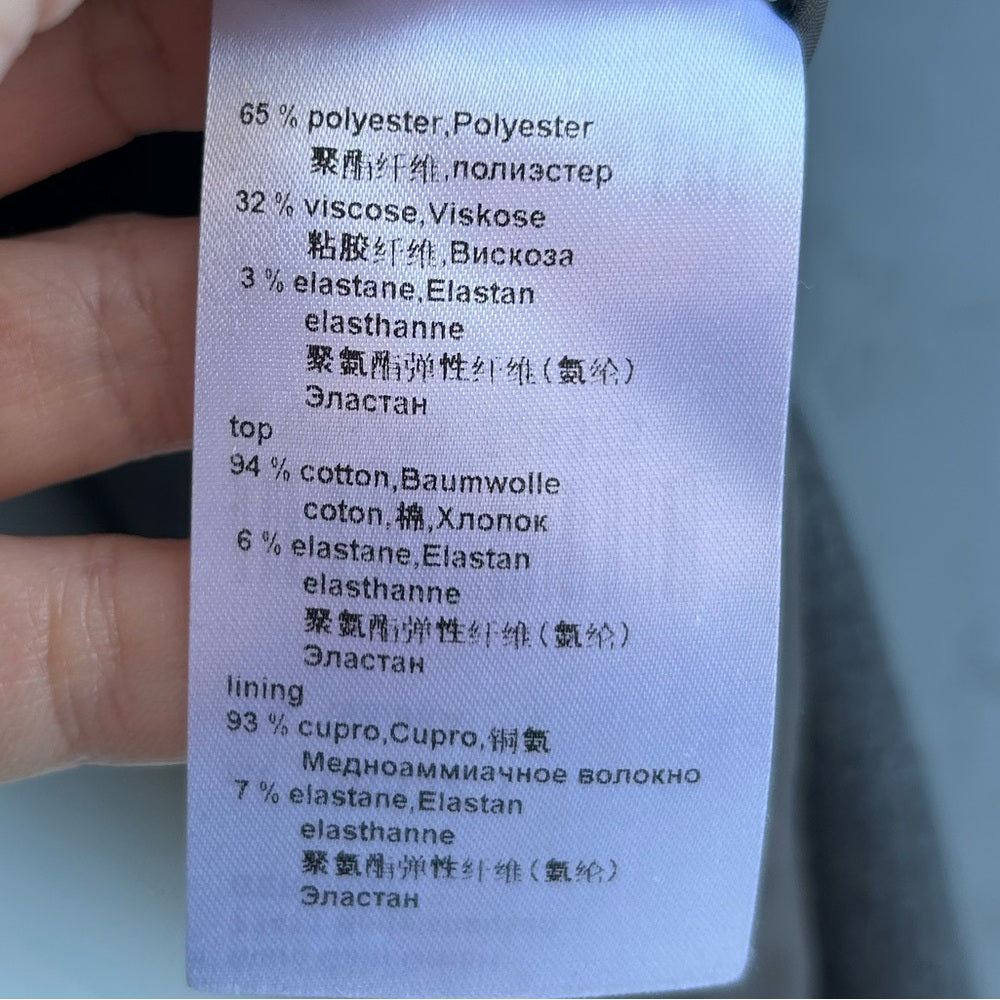 65 % polyester,Polyester
聚酯纤维,полиэстер
32 % viscose,Viskose
粘胶纤维,Вискоза
3 % elastane,Elastan
elasthanne
聚氨酯弹性纤维(氨纶)
Эластан
top
94 % cotton,Baumwolle
coton,棉,Хлопок
6 % elastane,Elastan
elasthanne
聚氨酯弹性纤维(氨纶)
Эластан
lining
93 % cupro,Cupro,铜氨
Медноаммиачное волокно
7 % elastane,Elastan
elasthanne
聚氨酯弹性纤维(氨纶)
Эластан